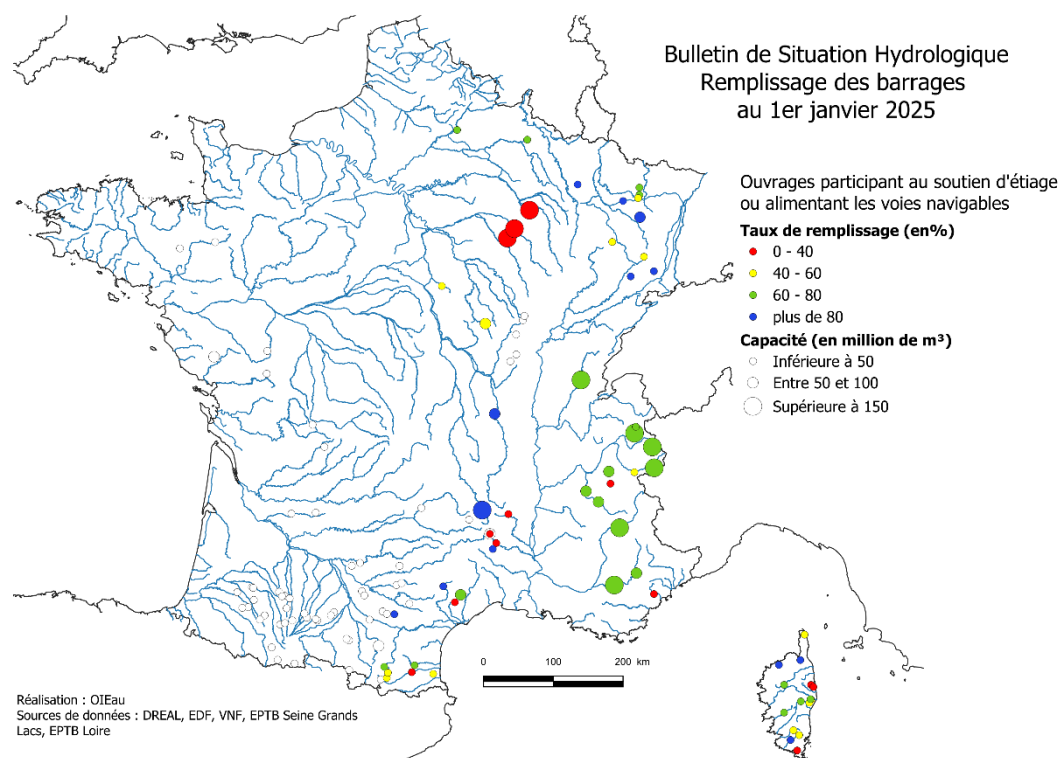 Bulletin de Situation Hydrologique
Remplissage des barrages
au 1er janvier 2025
Ouvrages participant au soutien d'étiage
ou alimentant les voies navigables
Taux de remplissage (en%)
0 - 40
40 - 60
60 - 80
plus de 80
Capacité (en million de m³)
Inférieure à 50
Entre 50 et 100
Supérieure à 150
0 100 200 km
Réalisation : OIEau
Sources de données : DREAL, EDF, VNF, EPTB Seine Grands
Lacs, EPTB Loire